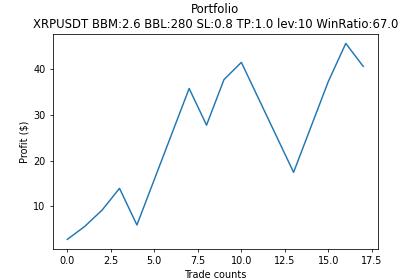 Portfolio
XRPUSDT BBM:2.6 BBL:280 SL:0.8 TP:1.0 lev:10 WinRatio:67.0
40
30
20
10
Profit ($)
0.0 2.5 5.0 7.5 10.0 12.5 15.0 17.5
Trade counts